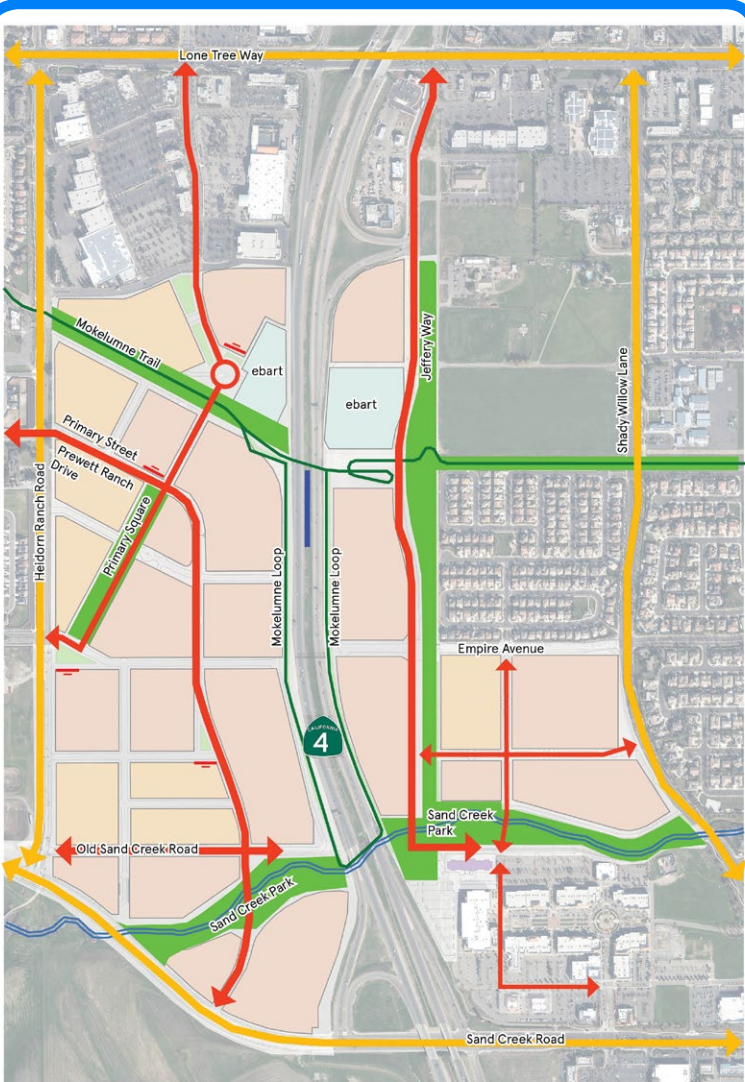 Lone Tree Way
Mokelumne Trail
ebart
ebart
Jeffery Way
Shady Willow Lane
Primary Street
Prewett Ranch
Drive
Heidorn Ranch Road
Primary Square
Mokelumne Loop
Mokelumne Loop
Empire Avenue
CALIFORNIA
4
Sand Creek
Park
Old Sand Creek Road
Sand Creek Park
Sand Creek Road